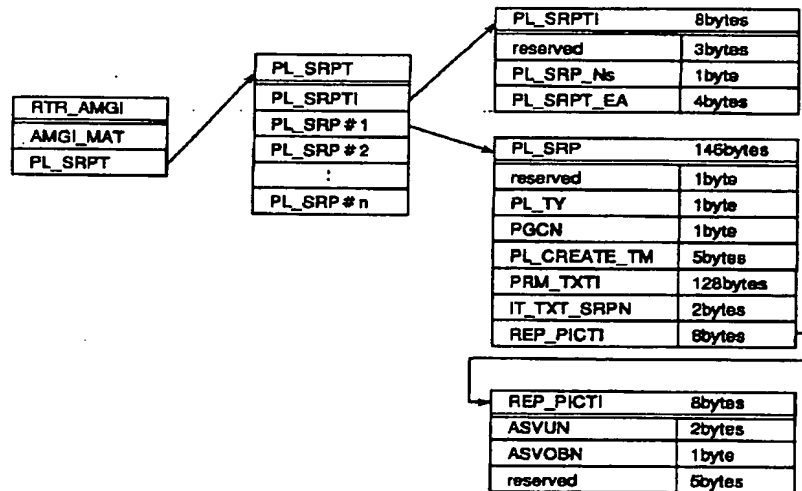 RTR_AMGI
AMGI_MAT
PL_SRPT
PL_SRPT
PL_SRPTI
PL_SRP #1
PL_SRP #2
:
PL_SRP #n
PL_SRPTI 8bytes
reserved 3bytes
PL_SRP_Ns 1byte
PL_SRPT_EA 4bytes
PL_SRP 146bytes
reserved 1byte
PL_TY 1byte
PGCN 1byte
PL_CREATE_TM 5bytes
PRM_TXTI 128bytes
IT_TXT_SRPN 2bytes
REP_PICTI 8bytes
REP_PICTI 8bytes
ASVUN 2bytes
ASVOBN 1byte
reserved 5bytes